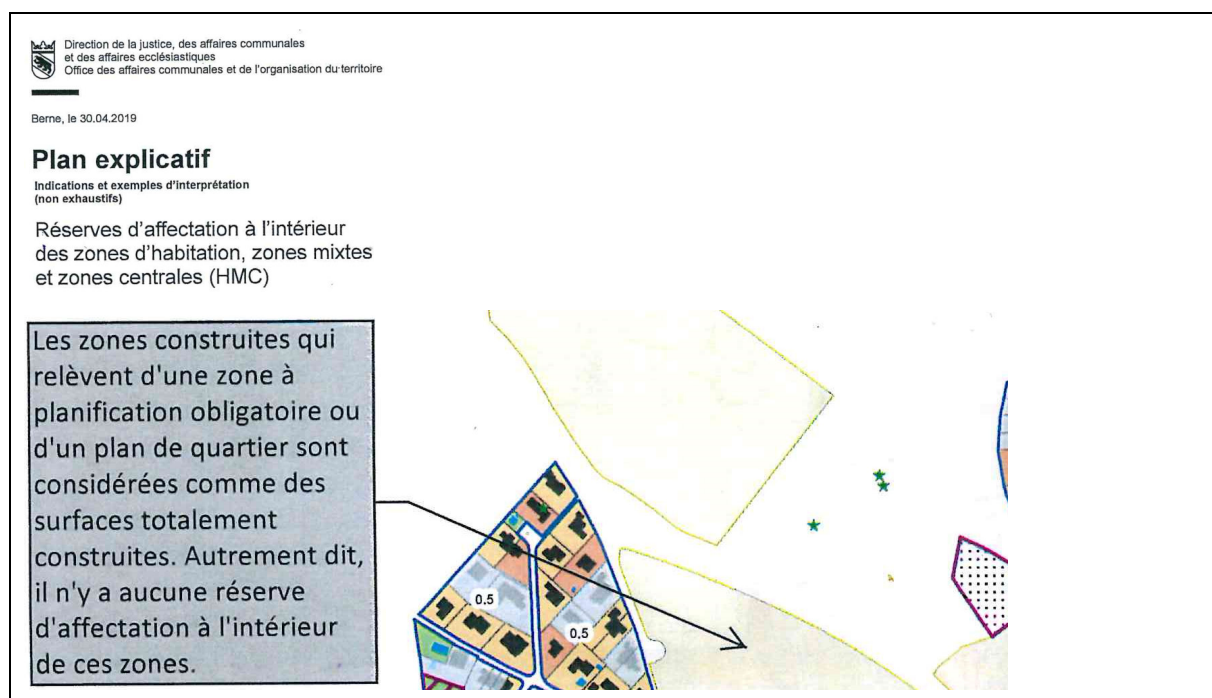 Direction de la justice, des affaires communales
et des affaires ecclésiastiques
Office des affaires communales et de l'organisation du territoire
Berne, le 30.04.2019
Plan explicatif
Indications et exemples d'interprétation
(non exhaustifs)
Réserves d'affectation à l'intérieur
des zones d'habitation, zones mixtes
et zones centrales (HMC)
Les zones construites qui
relèvent d'une zone à
planification obligatoire ou
d'un plan de quartier sont
considérées comme des
surfaces totalement
construites. Autrement dit,
il n'y a aucune réserve
d'affectation à l'intérieur
de ces zones.
0.5
0.5